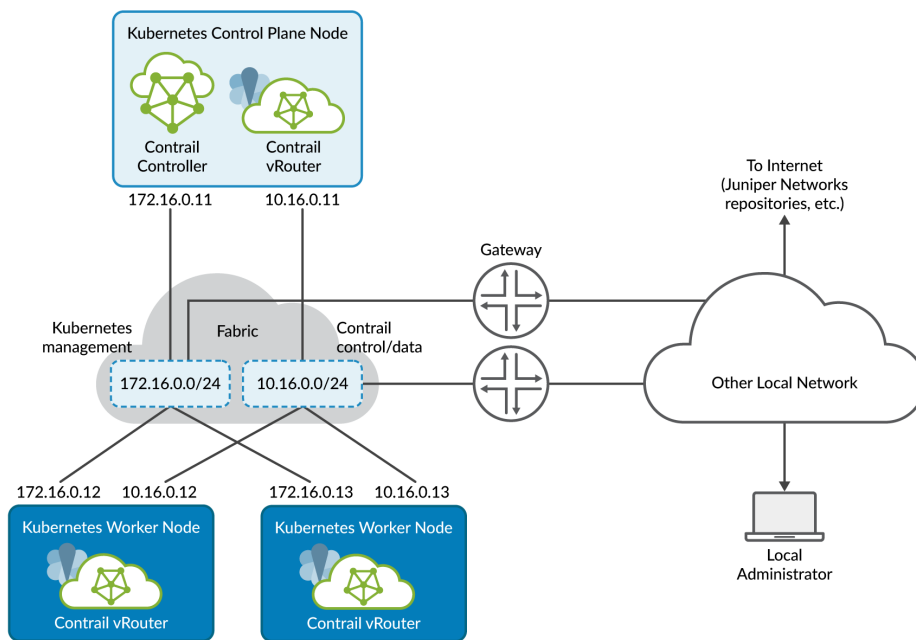 Kubernetes Control Plane Node
Contrail
Controller
Contrail
vRouter
172.16.0.11
10.16.0.11
To Internet
(Juniper Networks
repositories, etc.)
Gateway
Kubernetes
management
Fabric
Contrail
control/data
172.16.0.0/24
10.16.0.0/24
Other Local Network
172.16.0.12
10.16.0.12
172.16.0.13
10.16.0.13
Kubernetes Worker Node
Contrail vRouter
Kubernetes Worker Node
Contrail vRouter
Local
Administrator